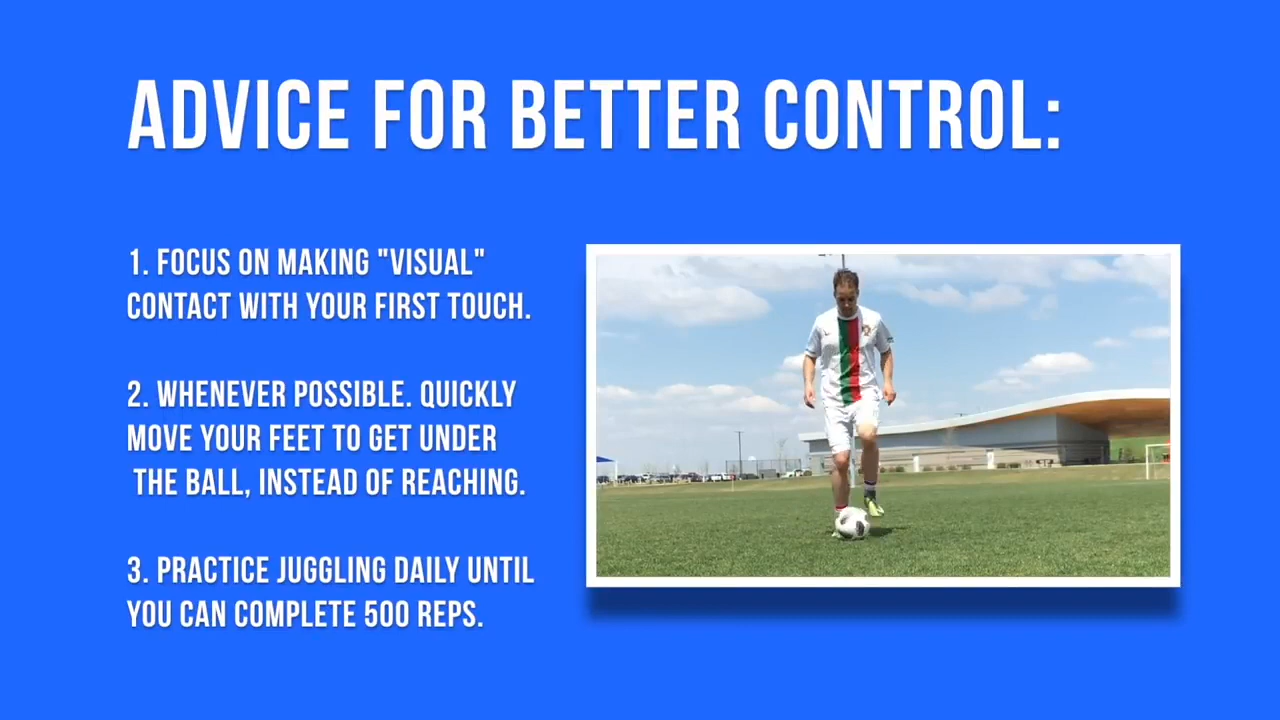 ADVICE FOR BETTER CONTROL:
1. FOCUS ON MAKING "VISUAL"
CONTACT WITH YOUR FIRST TOUCH.
2. WHENEVER POSSIBLE. QUICKLY
MOVE YOUR FEET TO GET UNDER
THE BALL, INSTEAD OF REACHING.
3. PRACTICE JUGGLING DAILY UNTIL
YOU CAN COMPLETE 500 REPS.